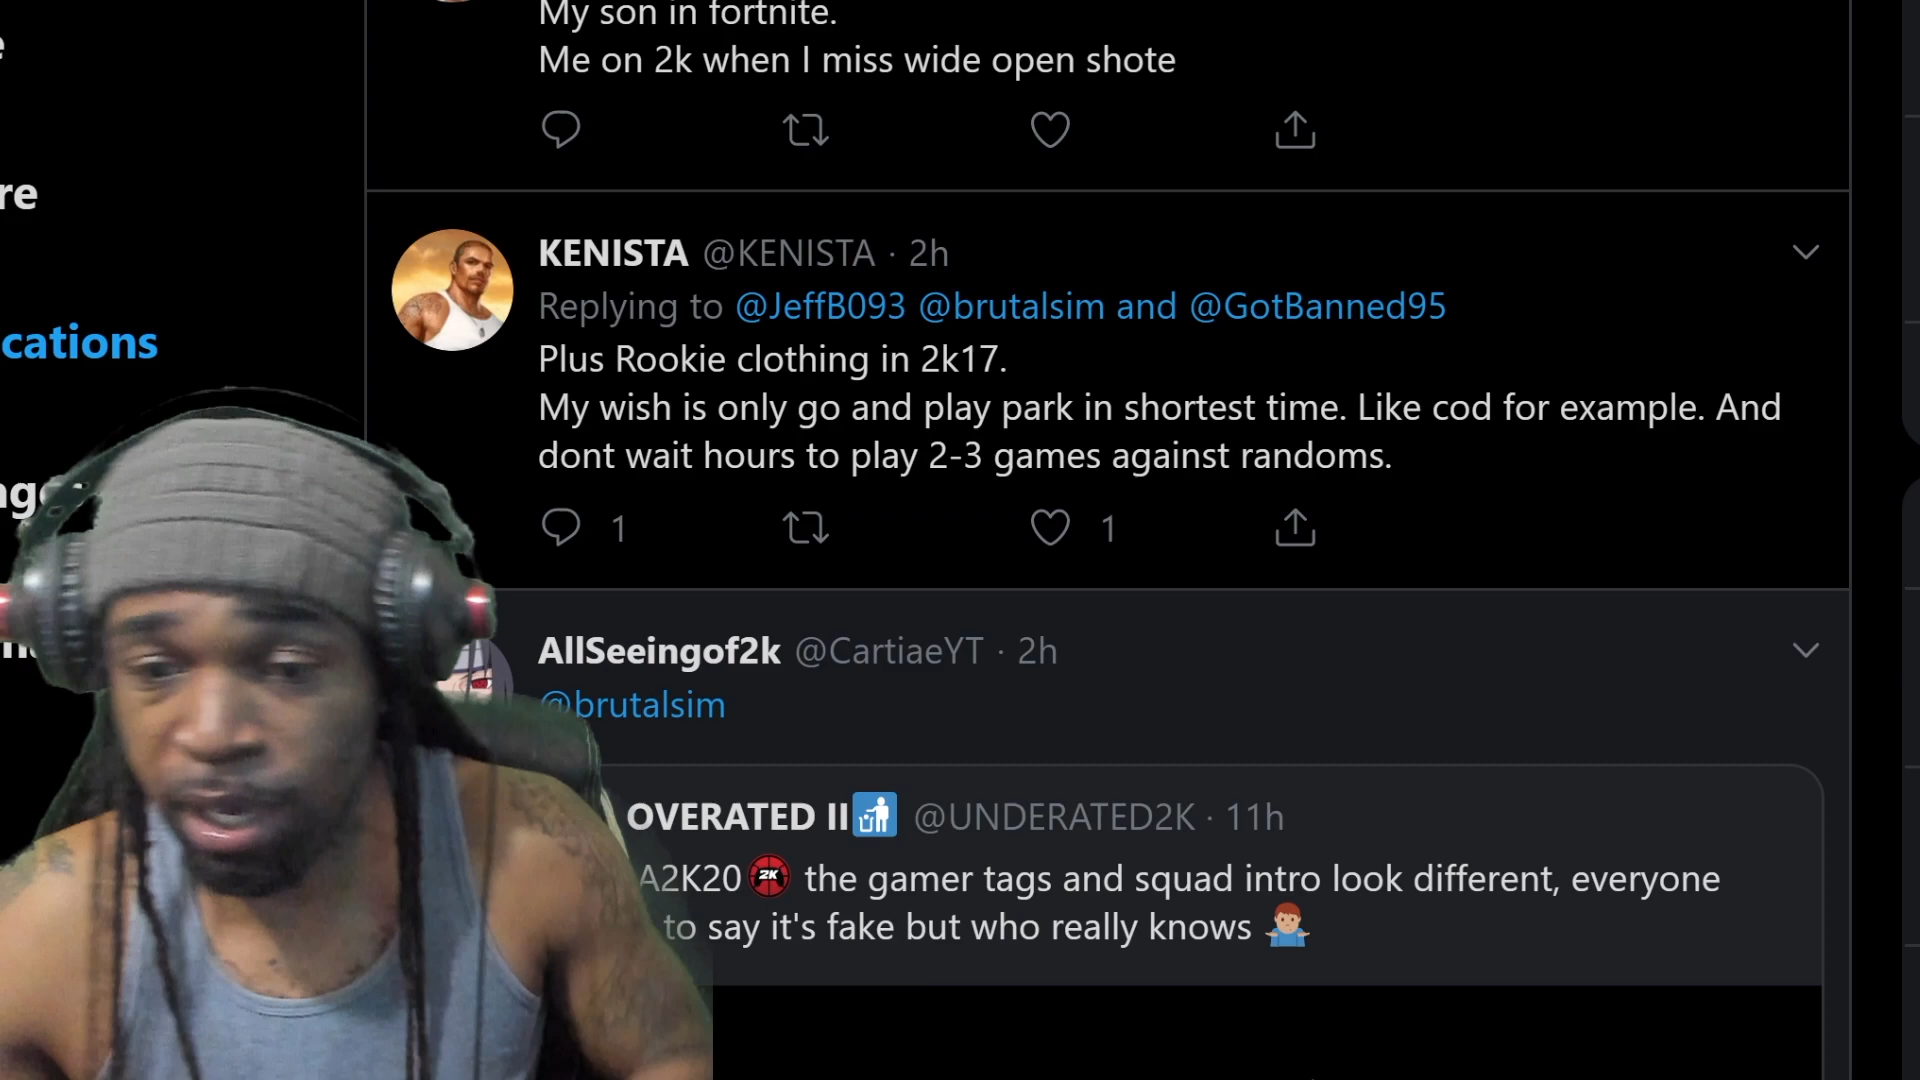 My son in fortnite.
Me on 2k when I miss wide open shote
KENISTA @KENISTA · 2h
Replying to @JeffB093 @brutalsim and @GotBanned95
Plus Rookie clothing in 2k17.
My wish is only go and play park in shortest time. Like cod for example. And
dont wait hours to play 2-3 games against randoms.
1 1
cations
AllSeeingof2k @CartiaeYT · 2h
@brutalsim
OVERATED II🚮 @UNDERATED2K · 11h
A2K20 2K the gamer tags and squad intro look different, everyone
to say it's fake but who really knows 🤷🏽‍♂️